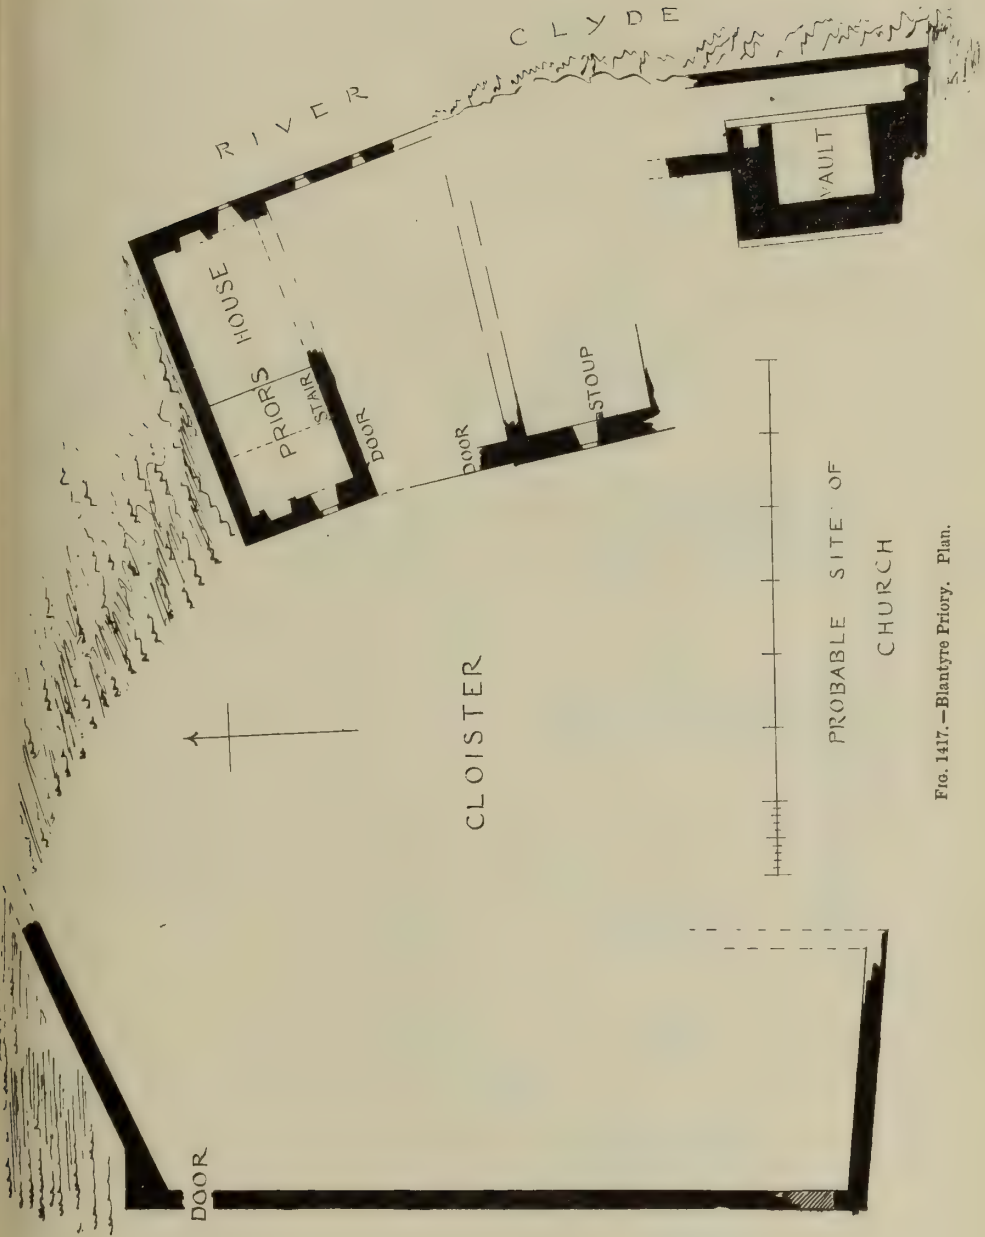 RIVER CLYDE
PRIORS HOUSE
STAIR
DOOR
DOOR
STOUP
VAULT
CLOISTER
DOOR
PROBABLE SITE OF
CHURCH
FIG. 1417.—Blantyre Priory. Plan.